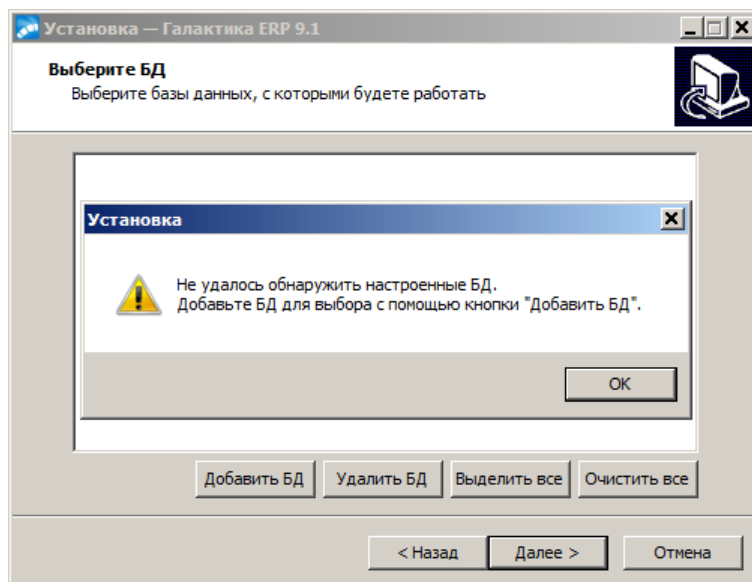 Установка — Галактика ERP 9.1
Выберите БД
Выберите базы данных, с которыми будете работать
Установка
Не удалось обнаружить настроенные БД.
Добавьте БД для выбора с помощью кнопки "Добавить БД".
OK
Добавить БД
Удалить БД
Выделить все
Очистить все
< Назад
Далее >
Отмена